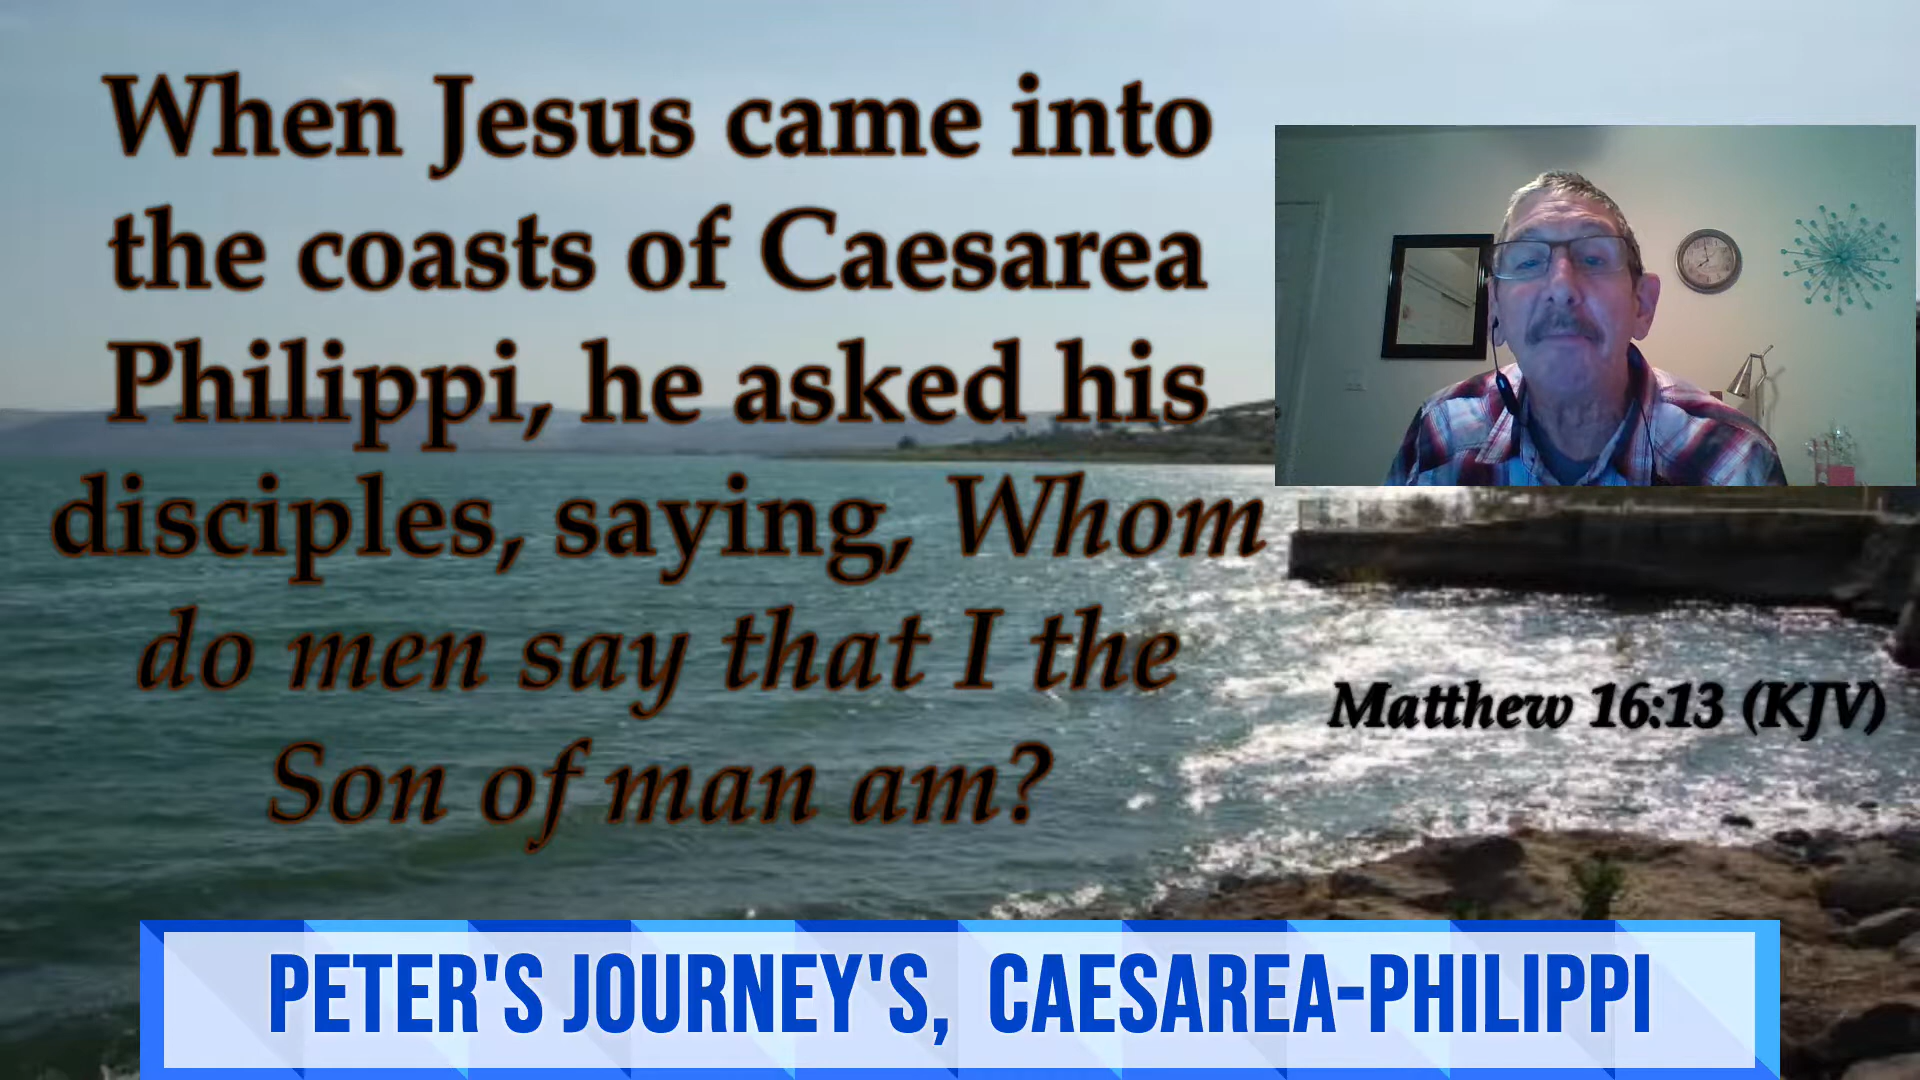 When Jesus came into
the coasts of Caesarea
Philippi, he asked his
disciples, saying, Whom
do men say that I the
Son of man am?
Matthew 16:13 (KJV)
PETER'S JOURNEY'S, CAESAREA-PHILIPPI